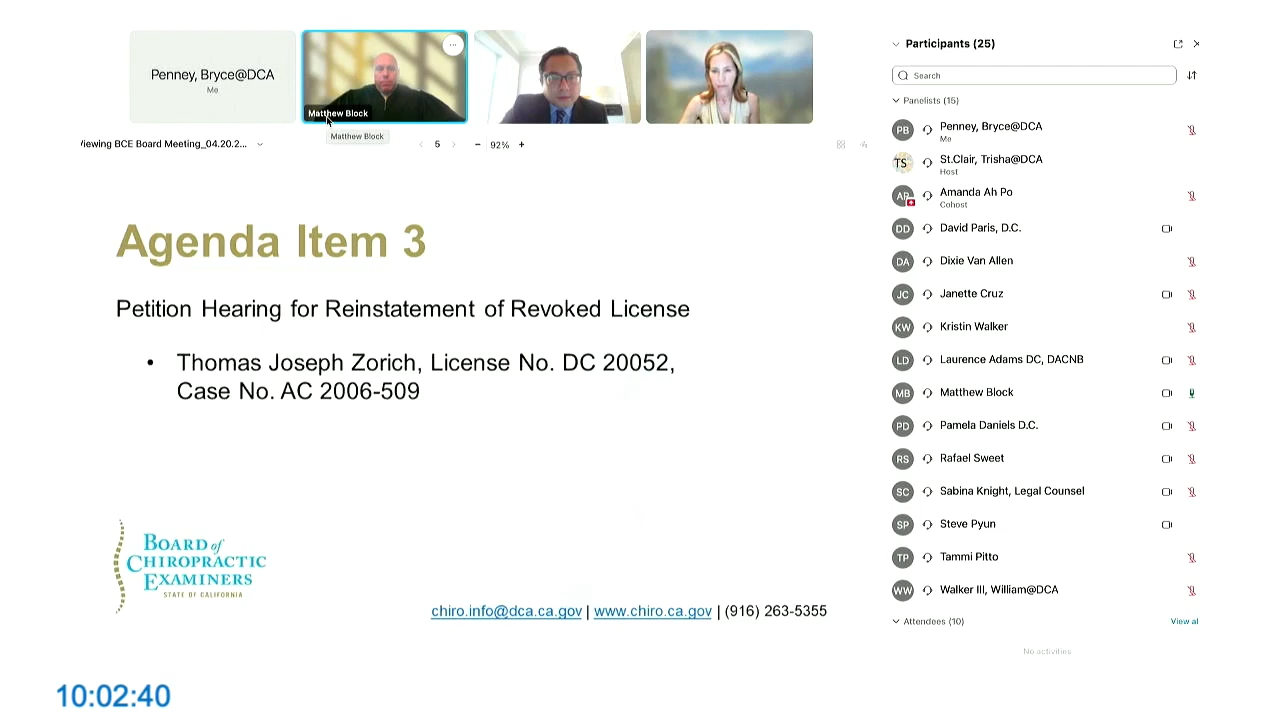 Penney, Bryce@DCA
Me
Matthew Block
Matthew Block
Participants (25)
Search
Panelists (15)
PB Penney, Bryce@DCA
Me
TS St.Clair, Trisha@DCA
Host
AP Amanda Ah Po
Cohost
DD David Paris, D.C.
DA Dixie Van Allen
JC Janette Cruz
KW Kristin Walker
LD Laurence Adams DC, DACNB
MB Matthew Block
PD Pamela Daniels D.C.
RS Rafael Sweet
SC Sabina Knight, Legal Counsel
SP Steve Pyun
TP Tammi Pitto
WW Walker III, William@DCA
Attendees (10) View al
No activities
iewing BCE Board Meeting_04.20.2... 5 92%
Agenda Item 3
Petition Hearing for Reinstatement of Revoked License
• Thomas Joseph Zorich, License No. DC 20052,
Case No. AC 2006-509
BOARD of
CHIROPRACTIC
EXAMINERS
STATE OF CALIFORNIA
chiro.info@dca.ca.gov | www.chiro.ca.gov | (916) 263-5355
10:02:40